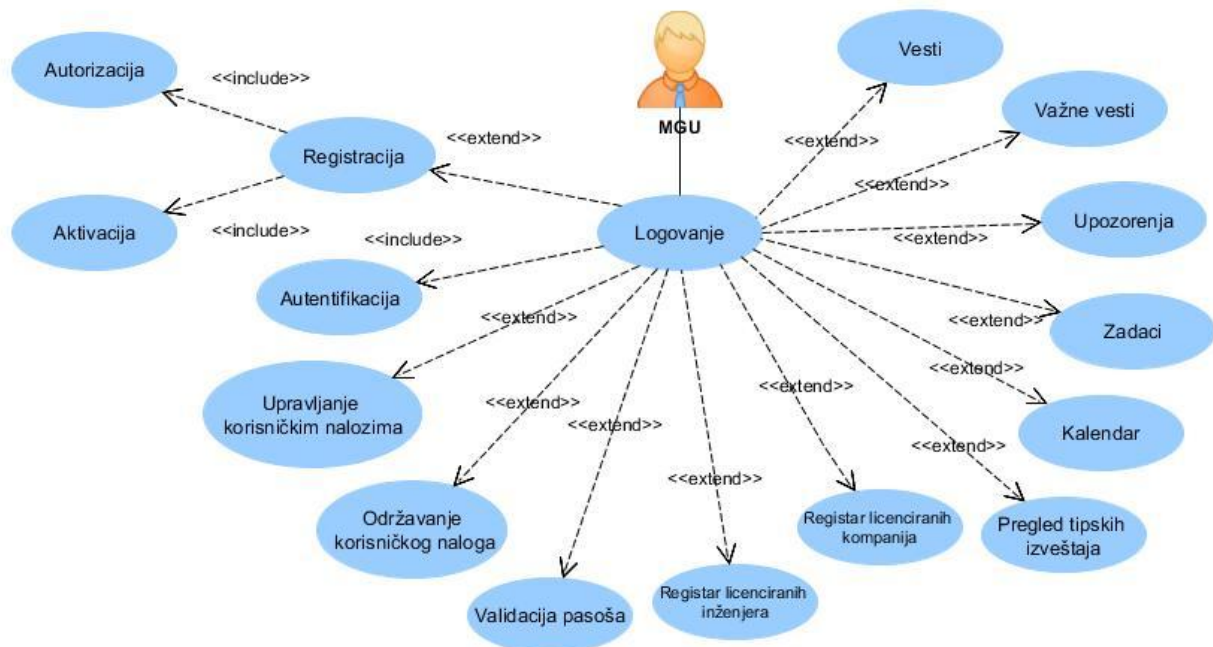 Vesti
Autorizacija
<<include>>
Važne vesti
MGU
<<extend>>
<<extend>>
Registracija
<<extend>>
Upozorenja
Aktivacija
<<include>>
Logovanje
<<extend>>
<<include>>
Autentifikacija
<<extend>>
<<extend>>
Zadaci
<<extend>>
<<extend>>
<<extend>>
Upravljanje
korisničkim nalozima
<<extend>>
Kalendar
<<extend>>
<<extend>>
Održavanje
korisničkog naloga
Registar licenciranih
kompanija
Pregled tipskih
izveštaja
Validacija pasoša
Registar licenciranih
inženjera